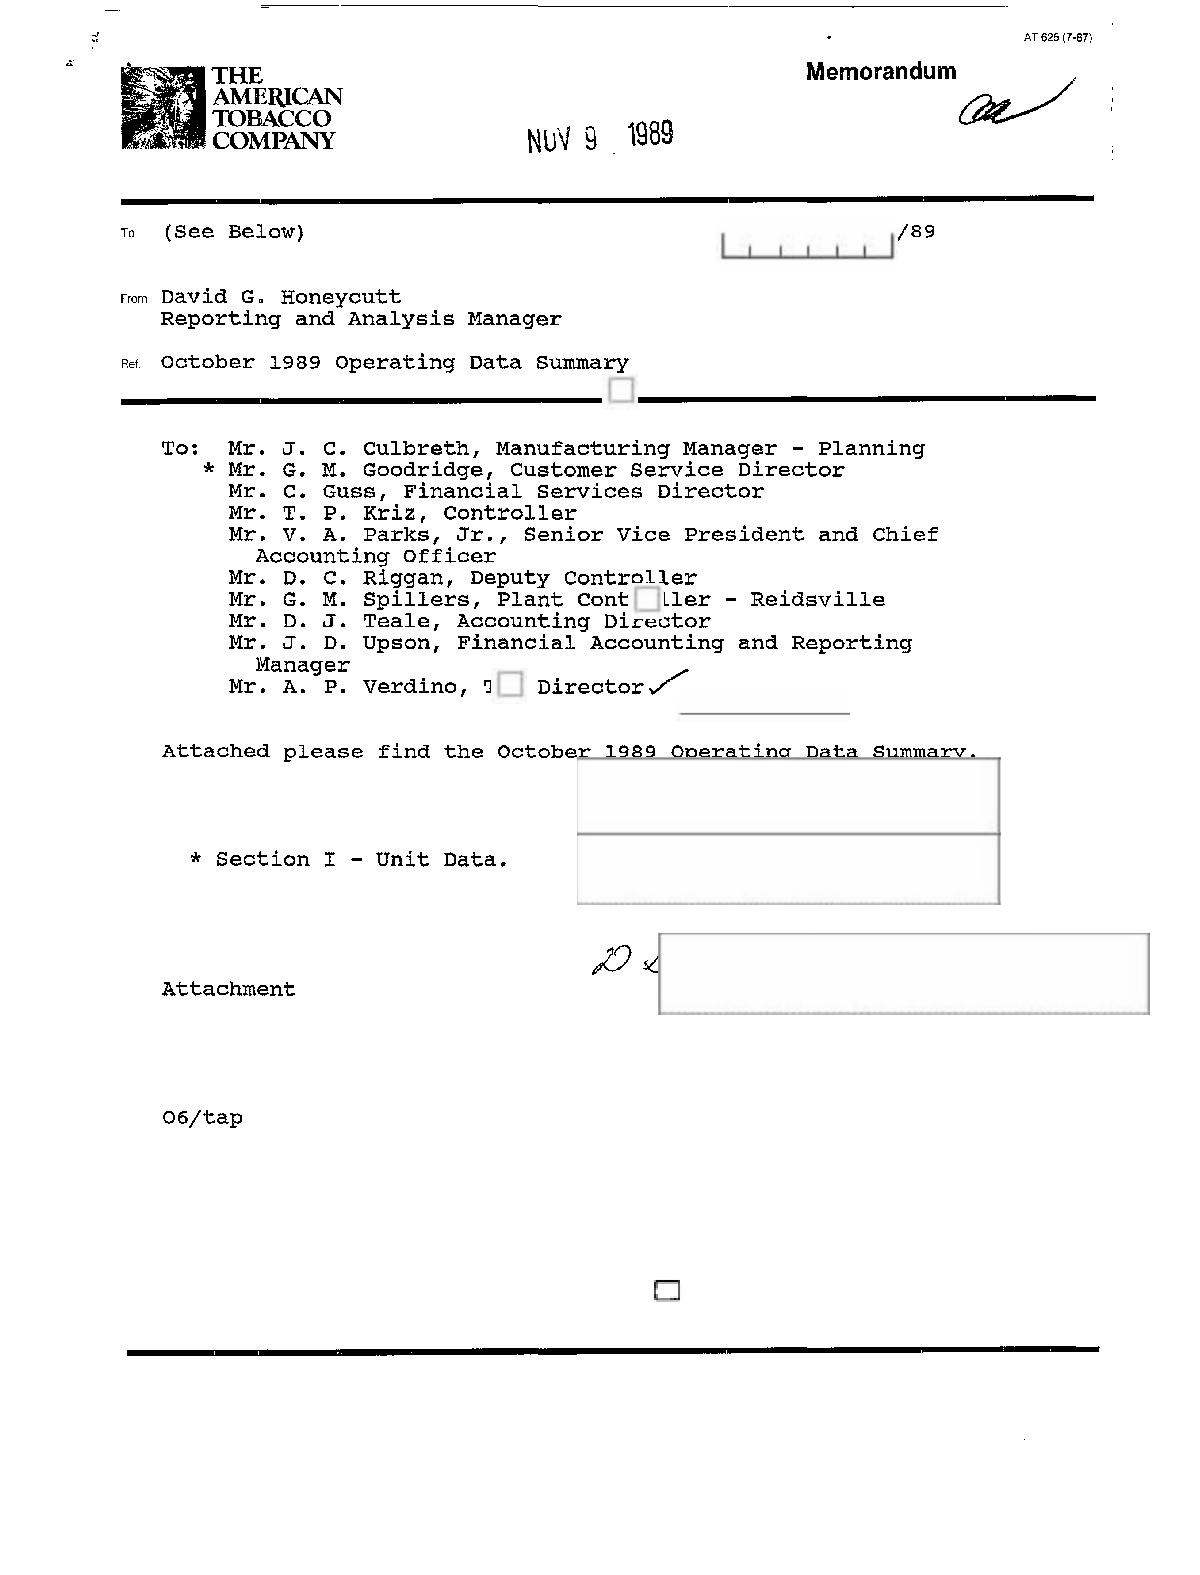 AT 625 (7-87)
THE
AMERICAN
TOBACCO
COMPANY
Memorandum
NOV 9 1989
To (See Below)
/89
From David G. Honeycutt
Reporting and Analysis Manager
Ref. October 1989 Operating Data Summary
To: Mr. J. C. Culbreth, Manufacturing Manager - Planning
* Mr. G. M. Goodridge, Customer Service Director
Mr. C. Guss, Financial Services Director
Mr. T. P. Kriz, Controller
Mr. V. A. Parks, Jr., Senior Vice President and Chief
Accounting Officer
Mr. D. C. Riggan, Deputy Controller
Mr. G. M. Spillers, Plant Cont ller - Reidsville
Mr. D. J. Teale, Accounting Director
Mr. J. D. Upson, Financial Accounting and Reporting
Manager
Mr. A. P. Verdino, Director
Attached please find the October 1989 Operating Data Summary.
* Section I - Unit Data.
D
Attachment
06/tap